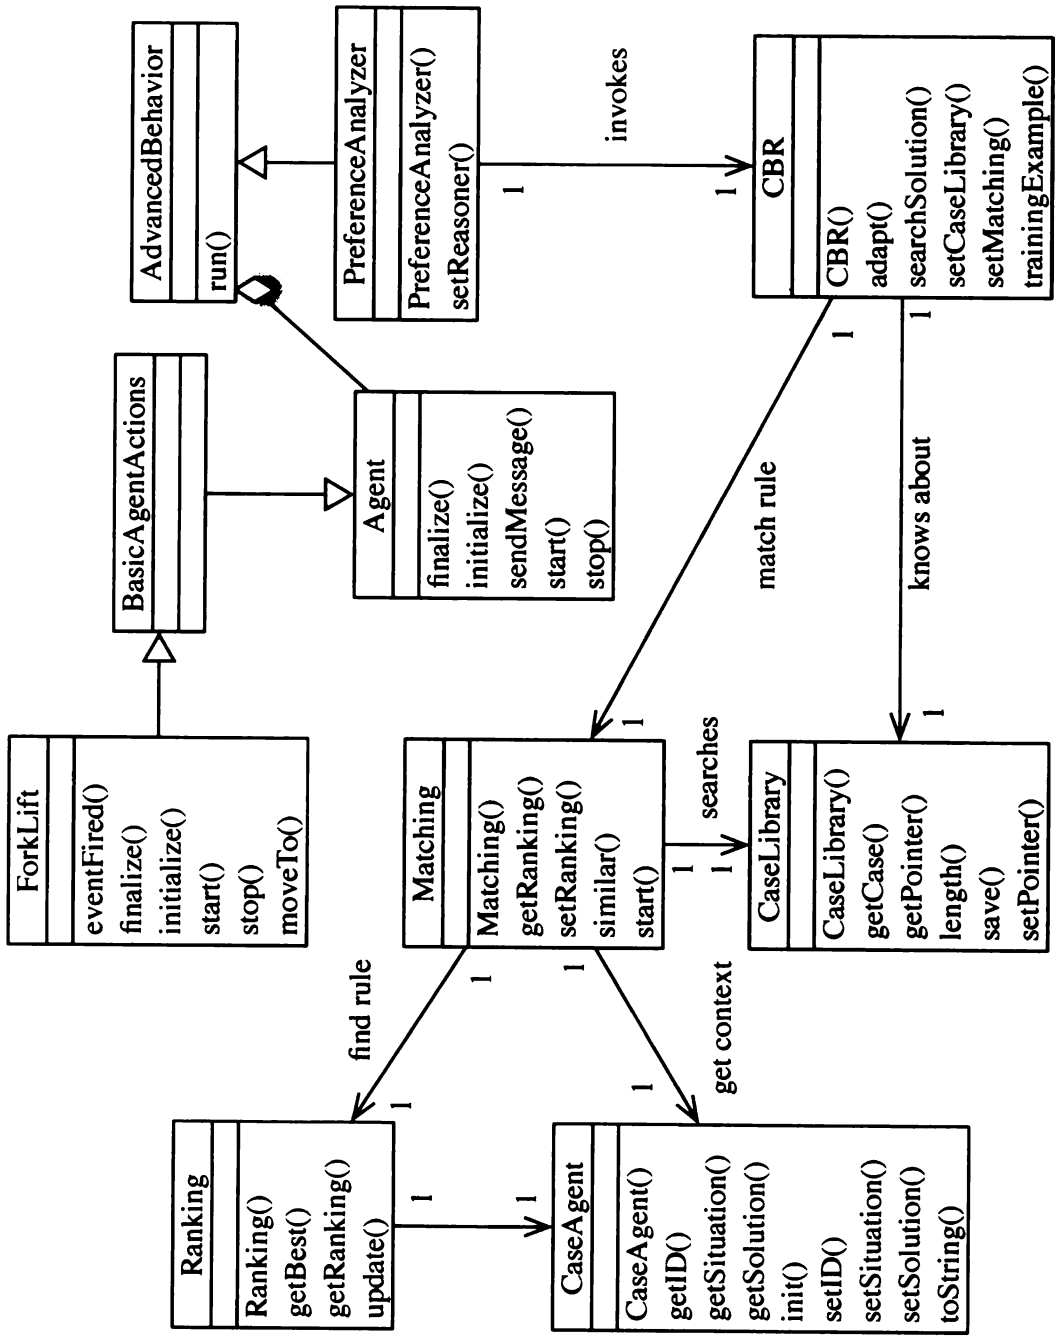 ForkLift
eventFired()
finalize()
initialize()
start()
stop()
moveTo()
BasicAgentActions
AdvancedBehavior
run()
Agent
finalize()
initialize()
sendMessage()
start()
stop()
PreferenceAnalyzer
PreferenceAnalyzer()
setReasoner()
1
invokes
1
Ranking
Ranking()
getBest()
getRanking()
update()
find rule
1
1
Matching
Matching()
getRanking()
setRanking()
similar()
start()
1
match rule
1
1
1
get context
1
1
searches
1
CaseAgent
CaseAgent()
getID()
getSituation()
getSolution()
init()
setID()
setSituation()
setSolution()
toString()
CaseLibrary
CaseLibrary()
getCase()
getPointer()
length()
save()
setPointer()
1
knows about
1
CBR
CBR()
adapt()
searchSolution()
setCaseLibrary()
setMatching()
trainingExample()
1
1